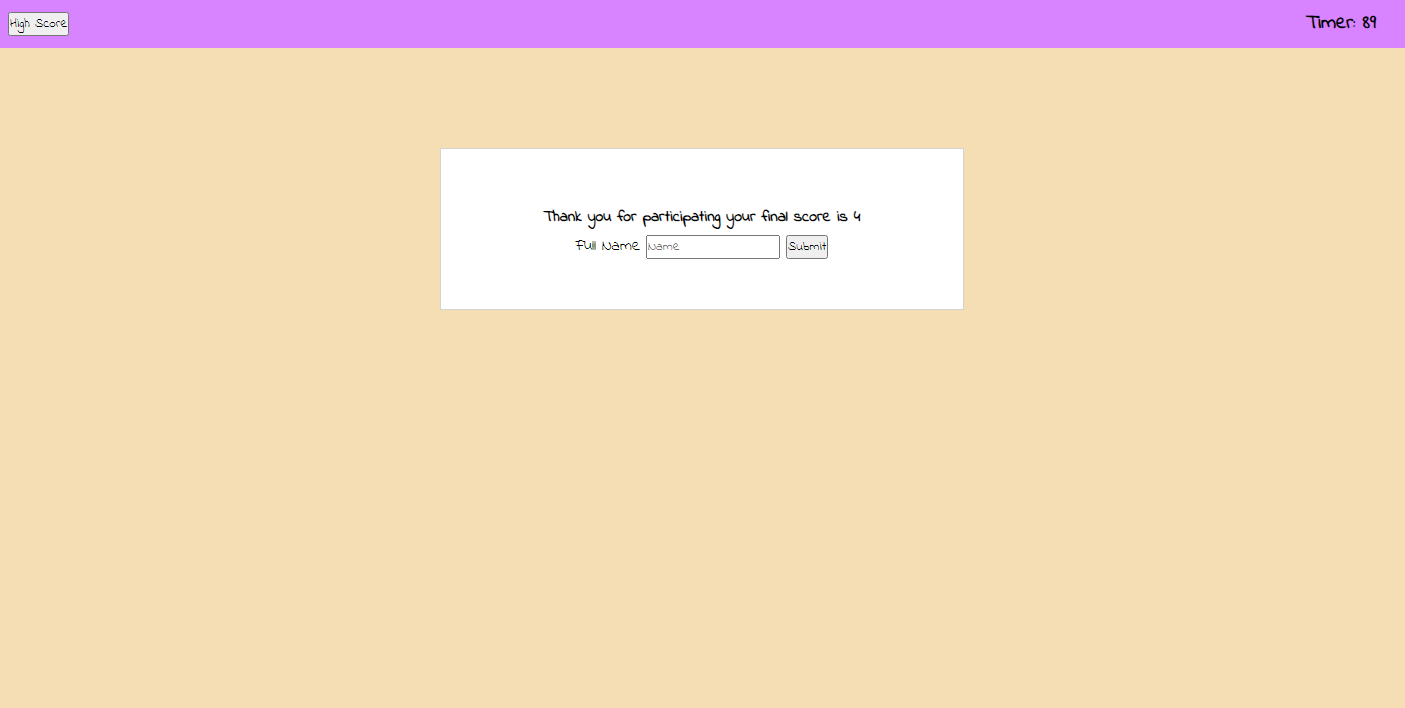 High Score
Timer: 89
Thank you for participating your final score is 4
Full Name Name Submit